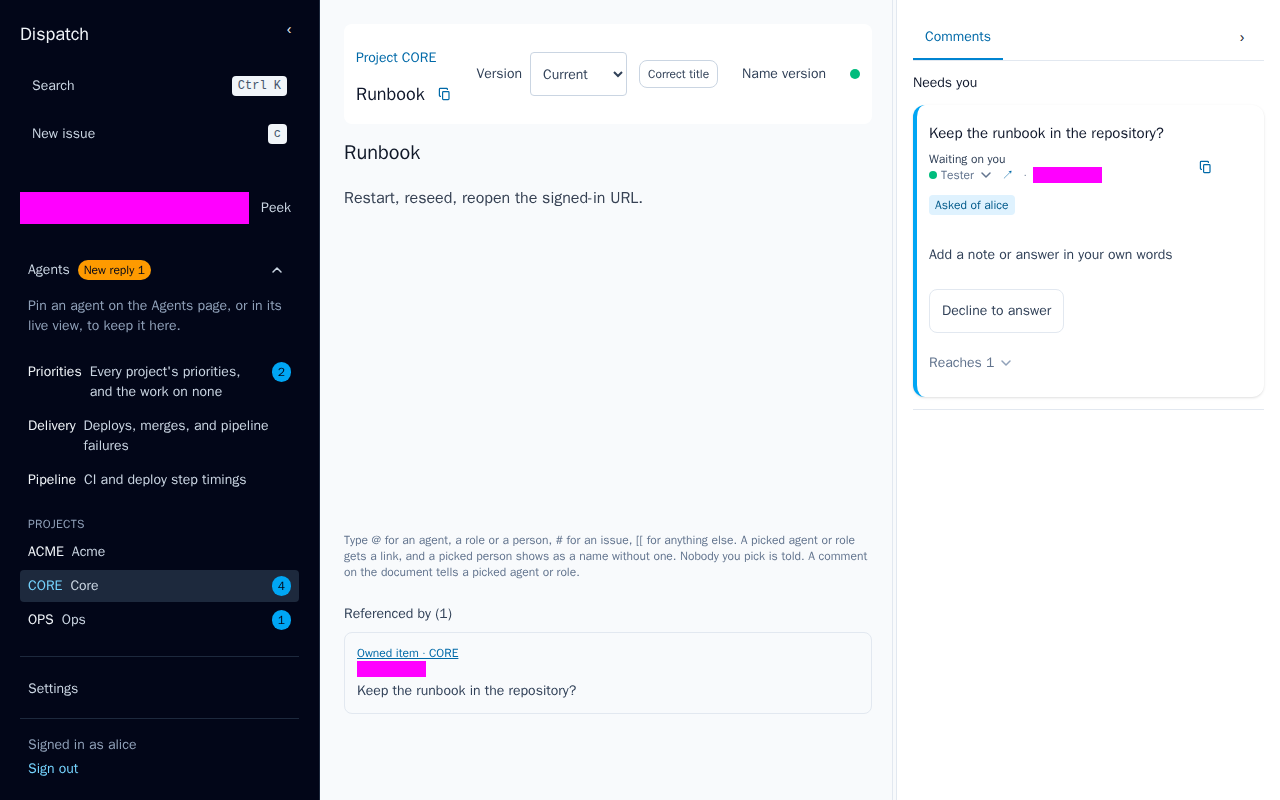 Dispatch
‹
Search
Ctrl K
New issue
c
Peek
Agents
New reply 1
Pin an agent on the Agents page, or in its
live view, to keep it here.
Priorities
Every project's priorities,
and the work on none
2
Delivery
Deploys, merges, and pipeline
failures
Pipeline
CI and deploy step timings
PROJECTS
ACME Acme
CORE Core
4
OPS Ops
1
Settings
Signed in as alice
Sign out
Project CORE
Runbook
Version
Current
Correct title
Name version
Runbook
Restart, reseed, reopen the signed-in URL.
Type @ for an agent, a role or a person, # for an issue, [[ for anything else. A picked agent or role
gets a link, and a picked person shows as a name without one. Nobody you pick is told. A comment
on the document tells a picked agent or role.
Referenced by (1)
Owned item · CORE
Keep the runbook in the repository?
Comments
›
Needs you
Keep the runbook in the repository?
Waiting on you
Tester
·
Asked of alice
Add a note or answer in your own words
Decline to answer
Reaches 1